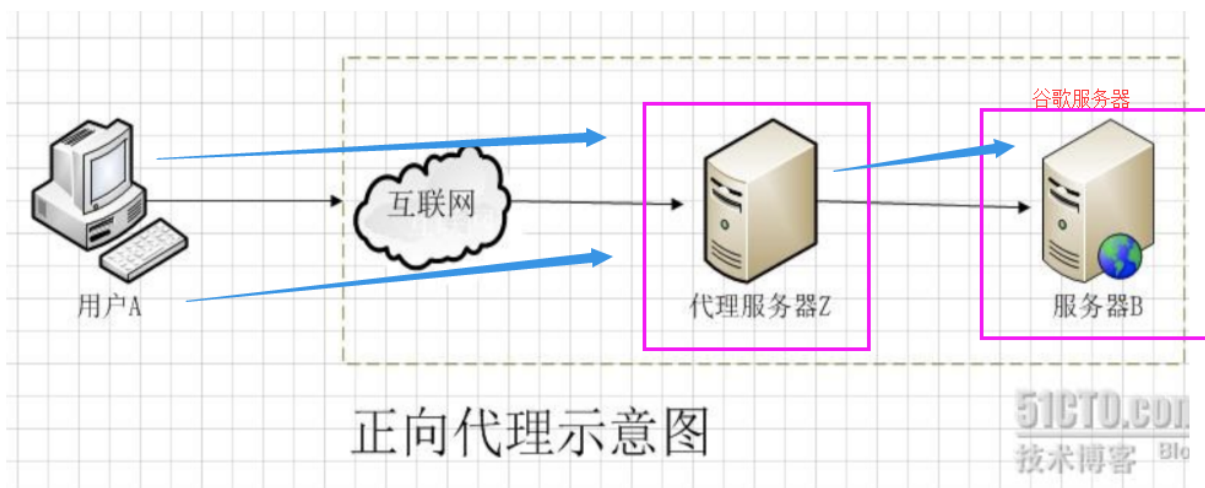 谷歌服务器
互联网
用户A
代理服务器Z
服务器B
正向代理示意图
51CTO.com
技术博客 Blo